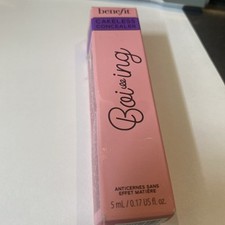 benefit
CAKELESS
CONCEALER
Boi-ing
ANTICERNES SANS
EFFET MATIÈRE
5 mL / 0.17 US fl. oz.